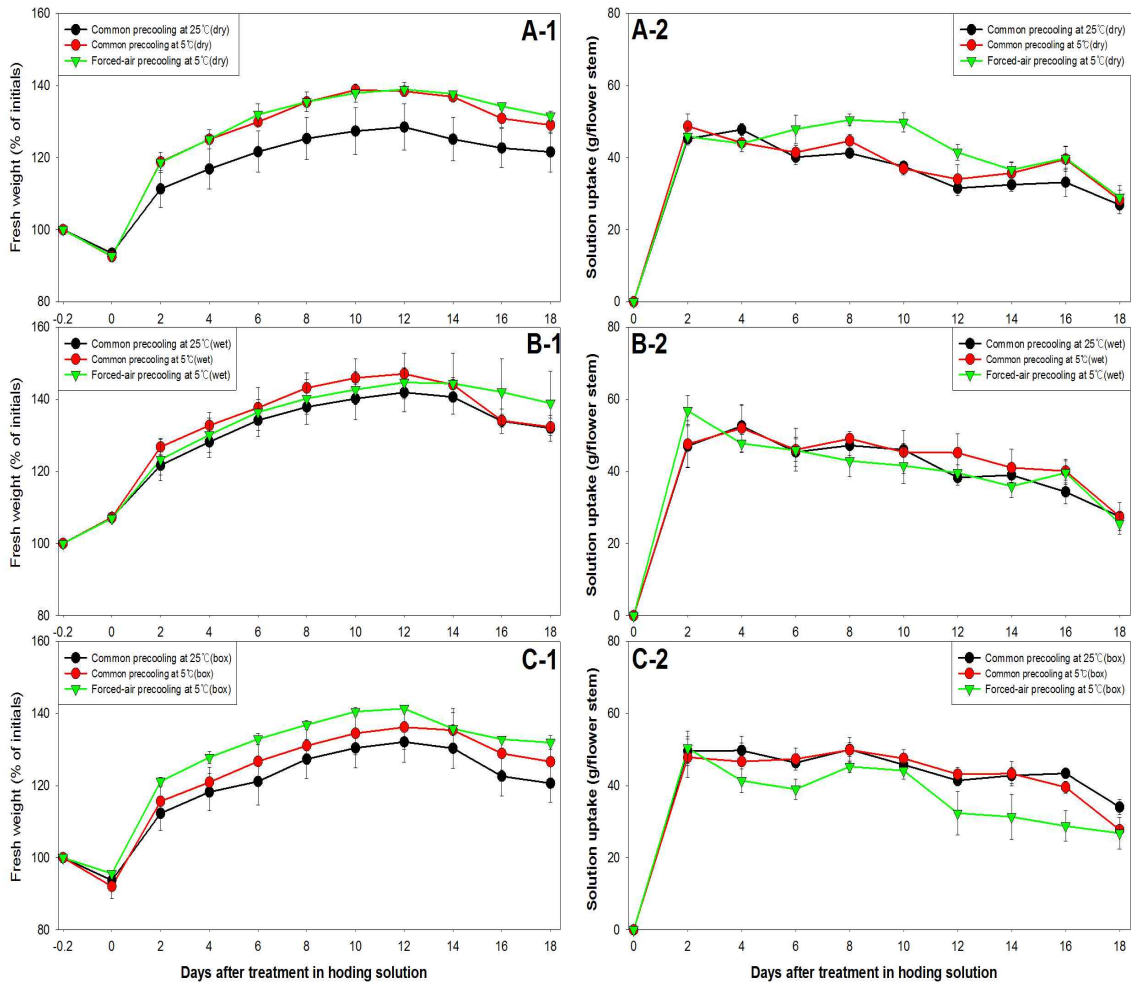 A-1
Common precooling at 25℃(dry)
Common precooling at 5℃(dry)
Forced-air precooling at 5℃(dry)
Fresh weight (% of initials)
160
140
120
100
80
-0.2 0 2 4 6 8 10 12 14 16 18
A-2
Common precooling at 25℃(dry)
Common precooling at 5℃(dry)
Forced-air precooling at 5℃(dry)
Solution uptake (g/flower stem)
80
60
40
20
0
0 2 4 6 8 10 12 14 16 18
B-1
Common precooling at 25℃(wet)
Common precooling at 5℃(wet)
Forced-air precooling at 5℃(wet)
Fresh weight (% of initials)
160
140
120
100
80
-0.2 0 2 4 6 8 10 12 14 16 18
B-2
Common precooling at 25℃(wet)
Common precooling at 5℃(wet)
Forced-air precooling at 5℃(wet)
Solution uptake (g/flower stem)
80
60
40
20
0
0 2 4 6 8 10 12 14 16 18
C-1
Common precooling at 25℃(box)
Common precooling at 5℃(box)
Forced-air precooling at 5℃(box)
Fresh weight (% of initials)
160
140
120
100
80
-0.2 0 2 4 6 8 10 12 14 16 18
Days after treatment in hoding solution
C-2
Common precooling at 25℃(box)
Common precooling at 5℃(box)
Forced-air precooling at 5℃(box)
Solution uptake (g/flower stem)
80
60
40
20
0
0 2 4 6 8 10 12 14 16 18
Days after treatment in hoding solution